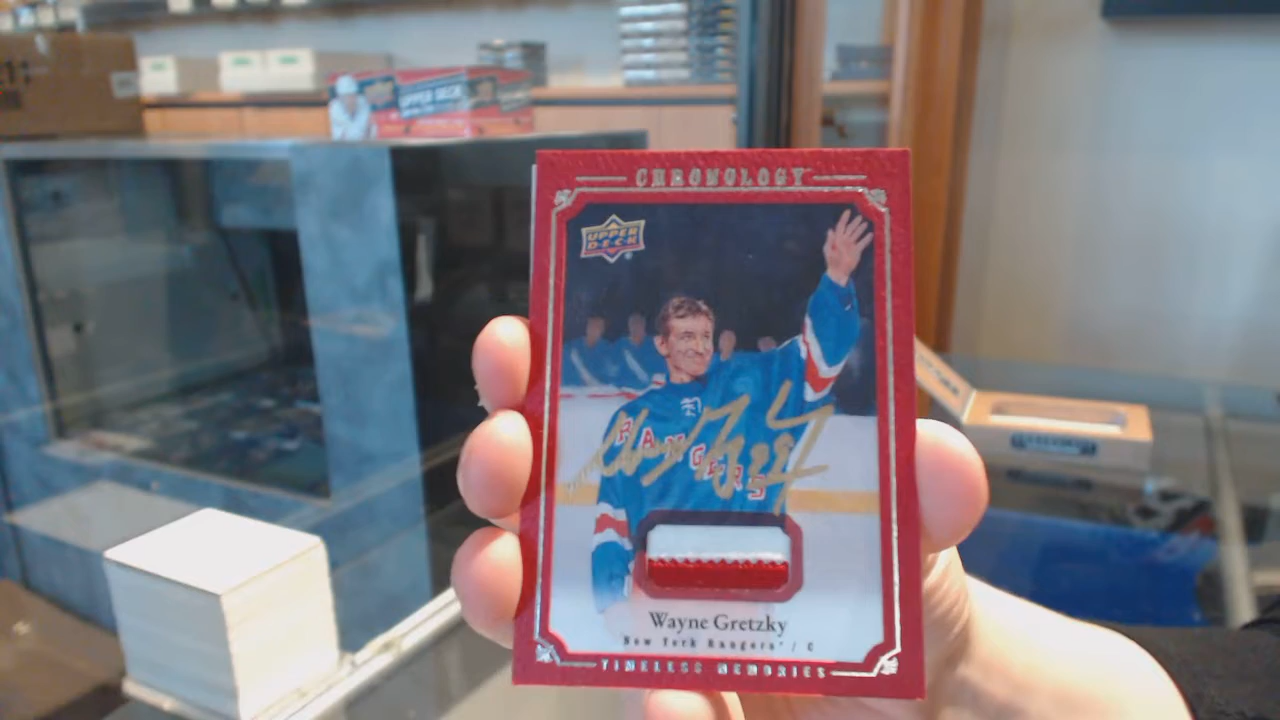 UPPER DECK
CHRONOLOGY
UPPER
DECK
RANGERS
Wayne Gretzky
New York Rangers / C
TIMELESS MEMORIES